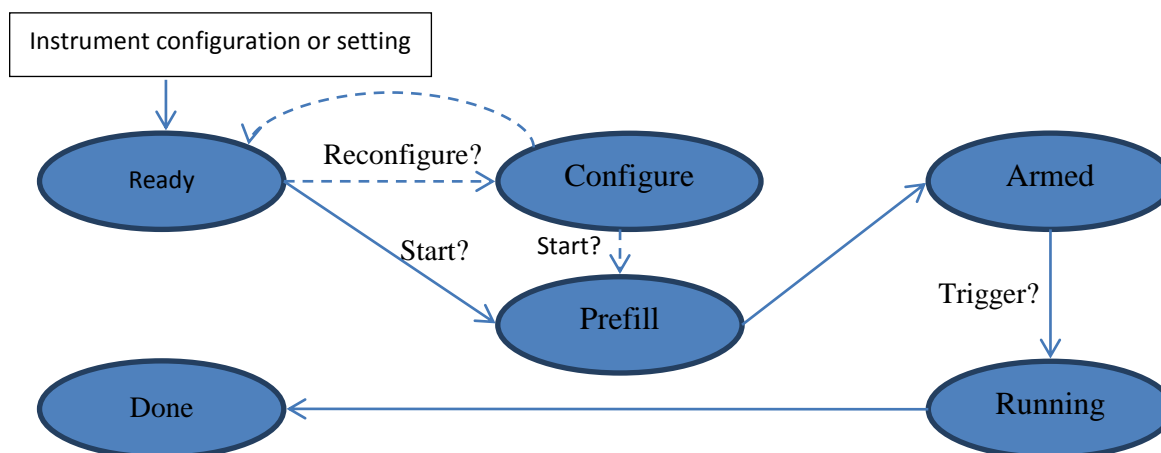 Instrument configuration or setting
Reconfigure?
Ready
Configure
Armed
Start?
Start?
Trigger?
Prefill
Done
Running